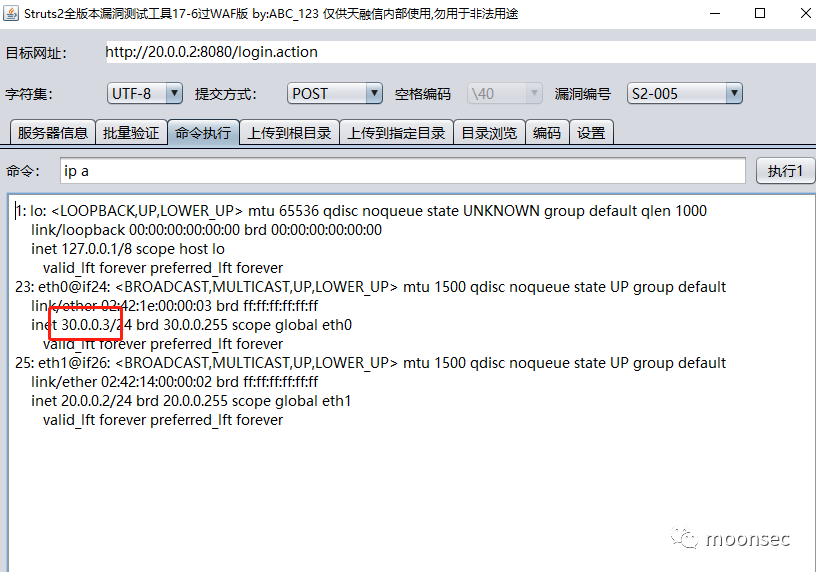 Struts2全版本漏洞测试工具17-6过WAF版 by:ABC_123 仅供天融信内部使用,勿用于非法用途
目标网址： http://20.0.0.2:8080/login.action
字符集： UTF-8 提交方式： POST 空格编码 \40 漏洞编号 S2-005
服务器信息 批量验证 命令执行 上传到根目录 上传到指定目录 目录浏览 编码 设置
命令： ip a 执行1
1: lo: <LOOPBACK,UP,LOWER_UP> mtu 65536 qdisc noqueue state UNKNOWN group default qlen 1000
link/loopback 00:00:00:00:00:00 brd 00:00:00:00:00:00
inet 127.0.0.1/8 scope host lo
valid_lft forever preferred_lft forever
23: eth0@if24: <BROADCAST,MULTICAST,UP,LOWER_UP> mtu 1500 qdisc noqueue state UP group default
link/ether 02:42:1e:00:00:03 brd ff:ff:ff:ff:ff:ff
inet 30.0.0.3/24 brd 30.0.0.255 scope global eth0
valid_lft forever preferred_lft forever
25: eth1@if26: <BROADCAST,MULTICAST,UP,LOWER_UP> mtu 1500 qdisc noqueue state UP group default
link/ether 02:42:14:00:00:02 brd ff:ff:ff:ff:ff:ff
inet 20.0.0.2/24 brd 20.0.0.255 scope global eth1
valid_lft forever preferred_lft forever
moonsec